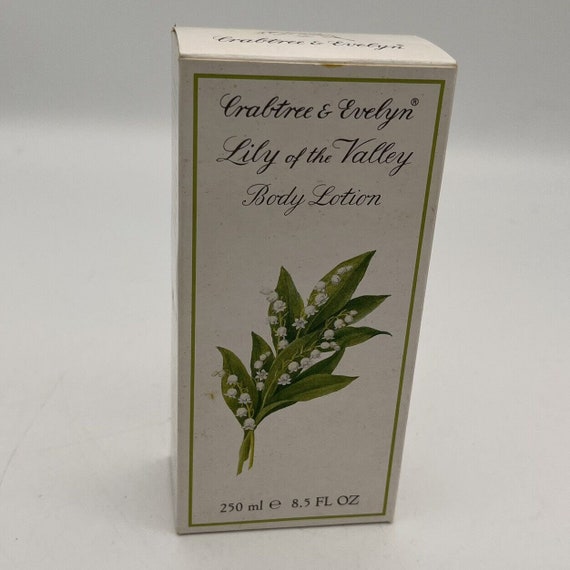 Crabtree & Evelyn
Crabtree & Evelyn®
Lily of the Valley
Body Lotion
250 ml ℮ 8.5 FL OZ